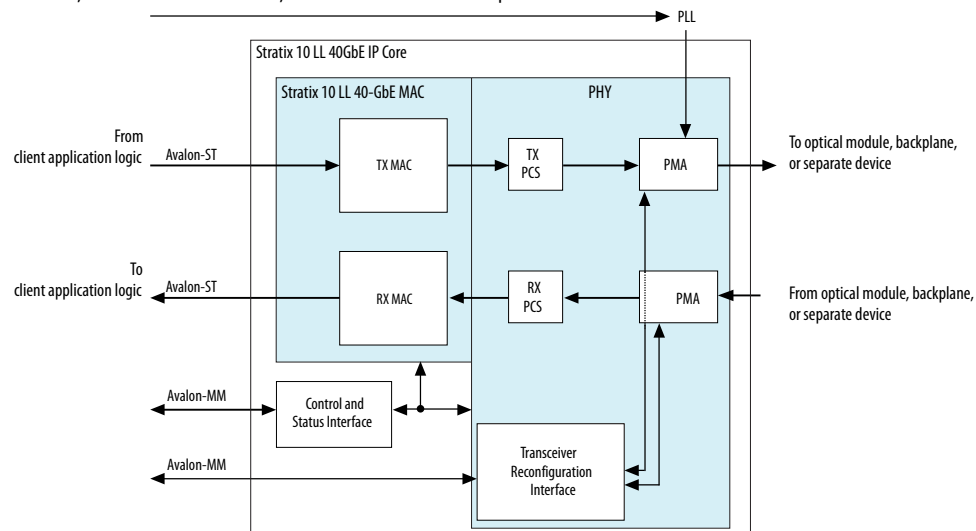 PLL
Stratix 10 LL 40GbE IP Core
Stratix 10 LL 40-GbE MAC
PHY
From
client application logic
Avalon-ST
TX MAC
TX
PCS
PMA
To optical module, backplane,
or separate device
To
client application logic
Avalon-ST
RX MAC
RX
PCS
PMA
From optical module, backplane,
or separate device
Avalon-MM
Control and
Status Interface
Avalon-MM
Transceiver
Reconfiguration
Interface